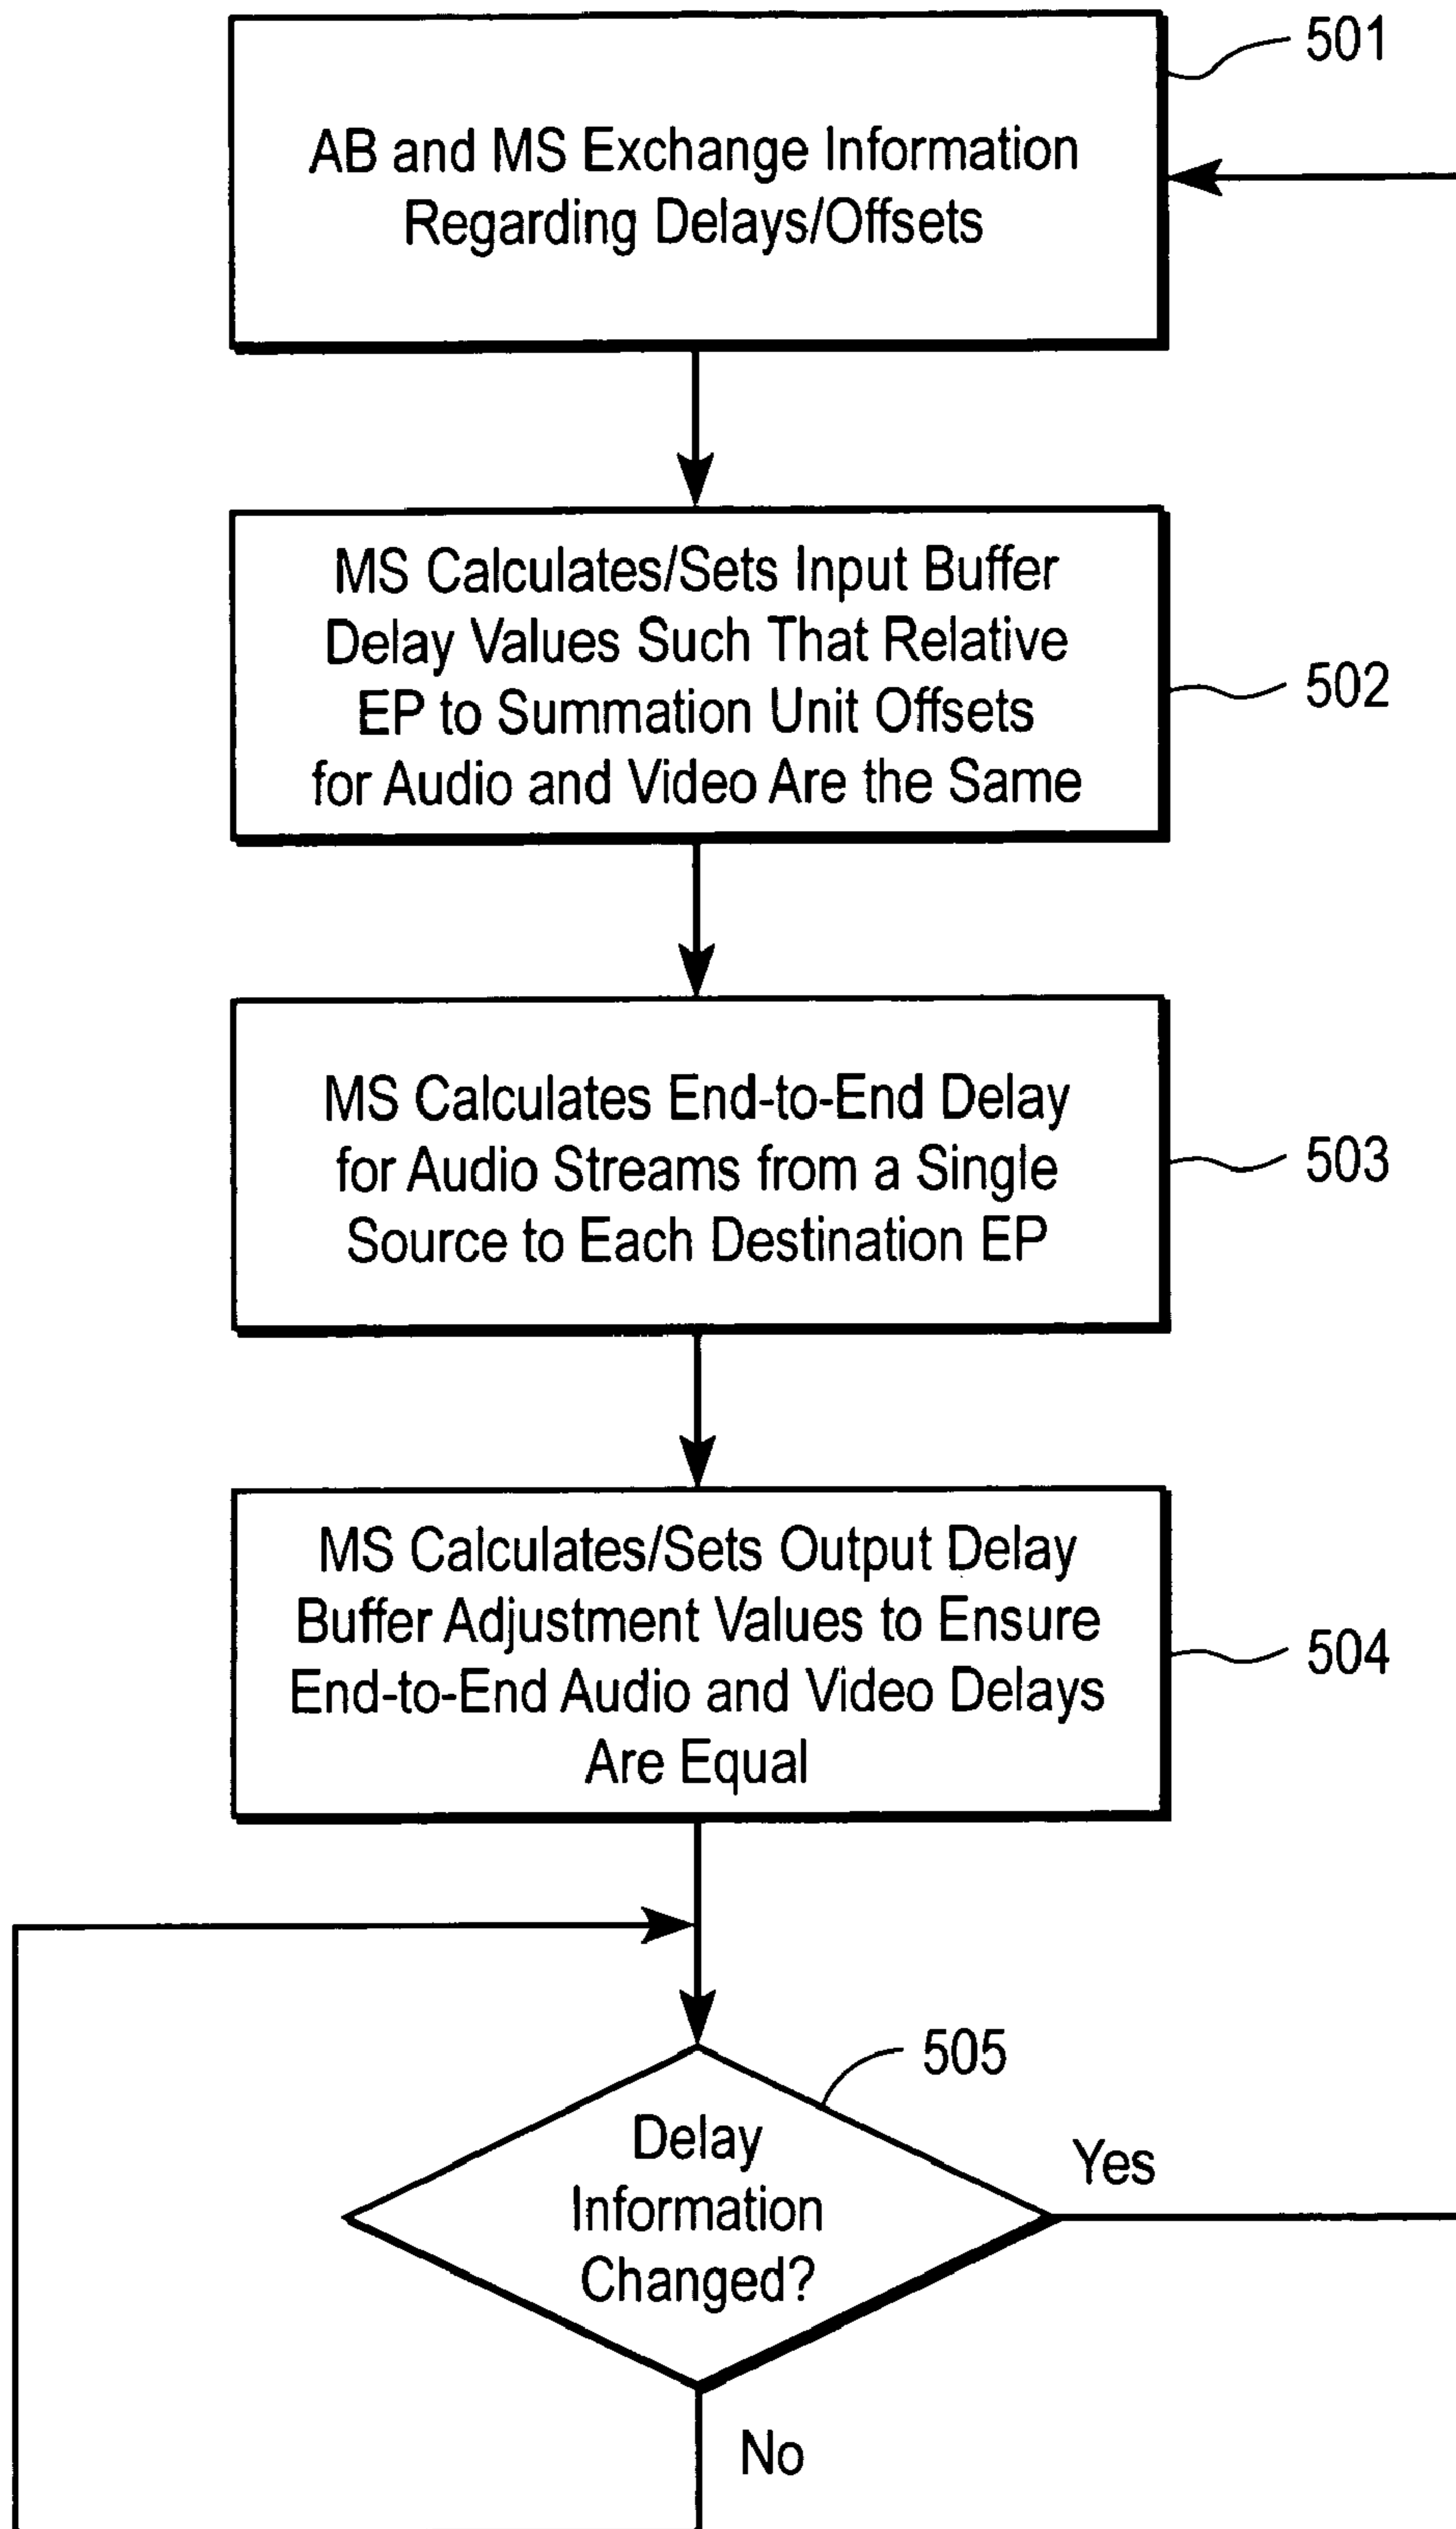 501
AB and MS Exchange Information
Regarding Delays/Offsets
MS Calculates/Sets Input Buffer
Delay Values Such That Relative
EP to Summation Unit Offsets
for Audio and Video Are the Same
502
MS Calculates End-to-End Delay
for Audio Streams from a Single
Source to Each Destination EP
503
MS Calculates/Sets Output Delay
Buffer Adjustment Values to Ensure
End-to-End Audio and Video Delays
Are Equal
504
505
Delay
Information
Changed?
Yes
No